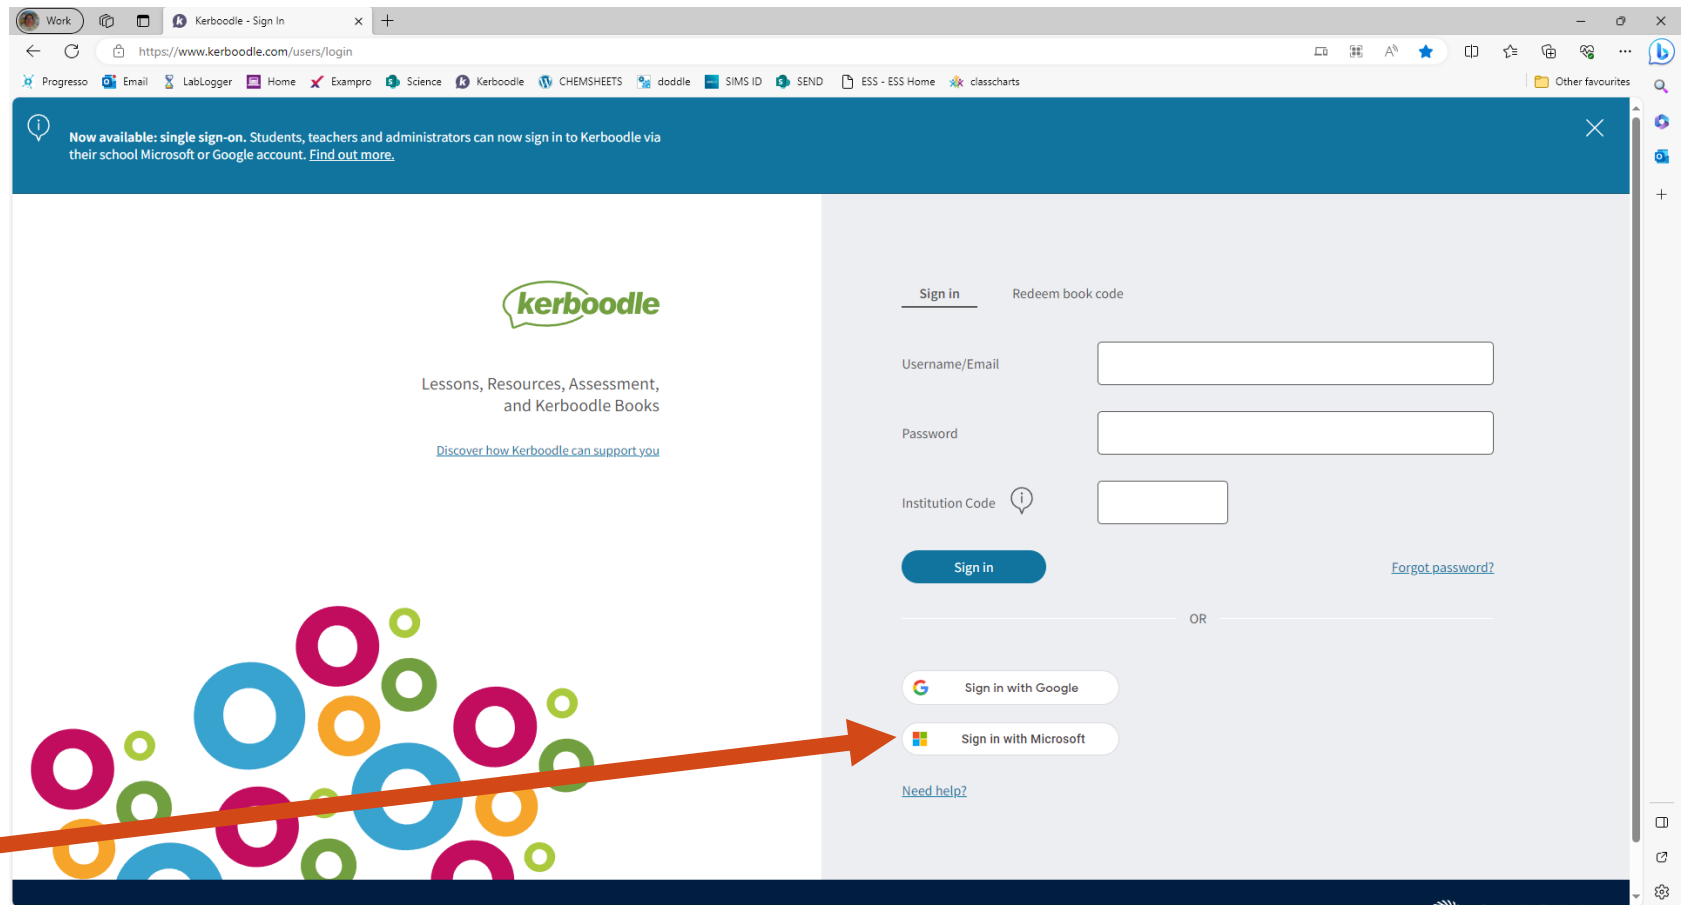 Work
Kerboodle - Sign In
https://www.kerboodle.com/users/login
Progresso Email LabLogger Home Exampro Science Kerboodle CHEMSHEETS doddle SIMS ID SEND ESS - ESS Home classcharts Other favourites
Now available: single sign-on. Students, teachers and administrators can now sign in to Kerboodle via
their school Microsoft or Google account. Find out more.
kerboodle
Lessons, Resources, Assessment,
and Kerboodle Books
Discover how Kerboodle can support you
Sign in Redeem book code
Username/Email
Password
Institution Code
Sign in Forgot password?
OR
Sign in with Google
Sign in with Microsoft
Need help?